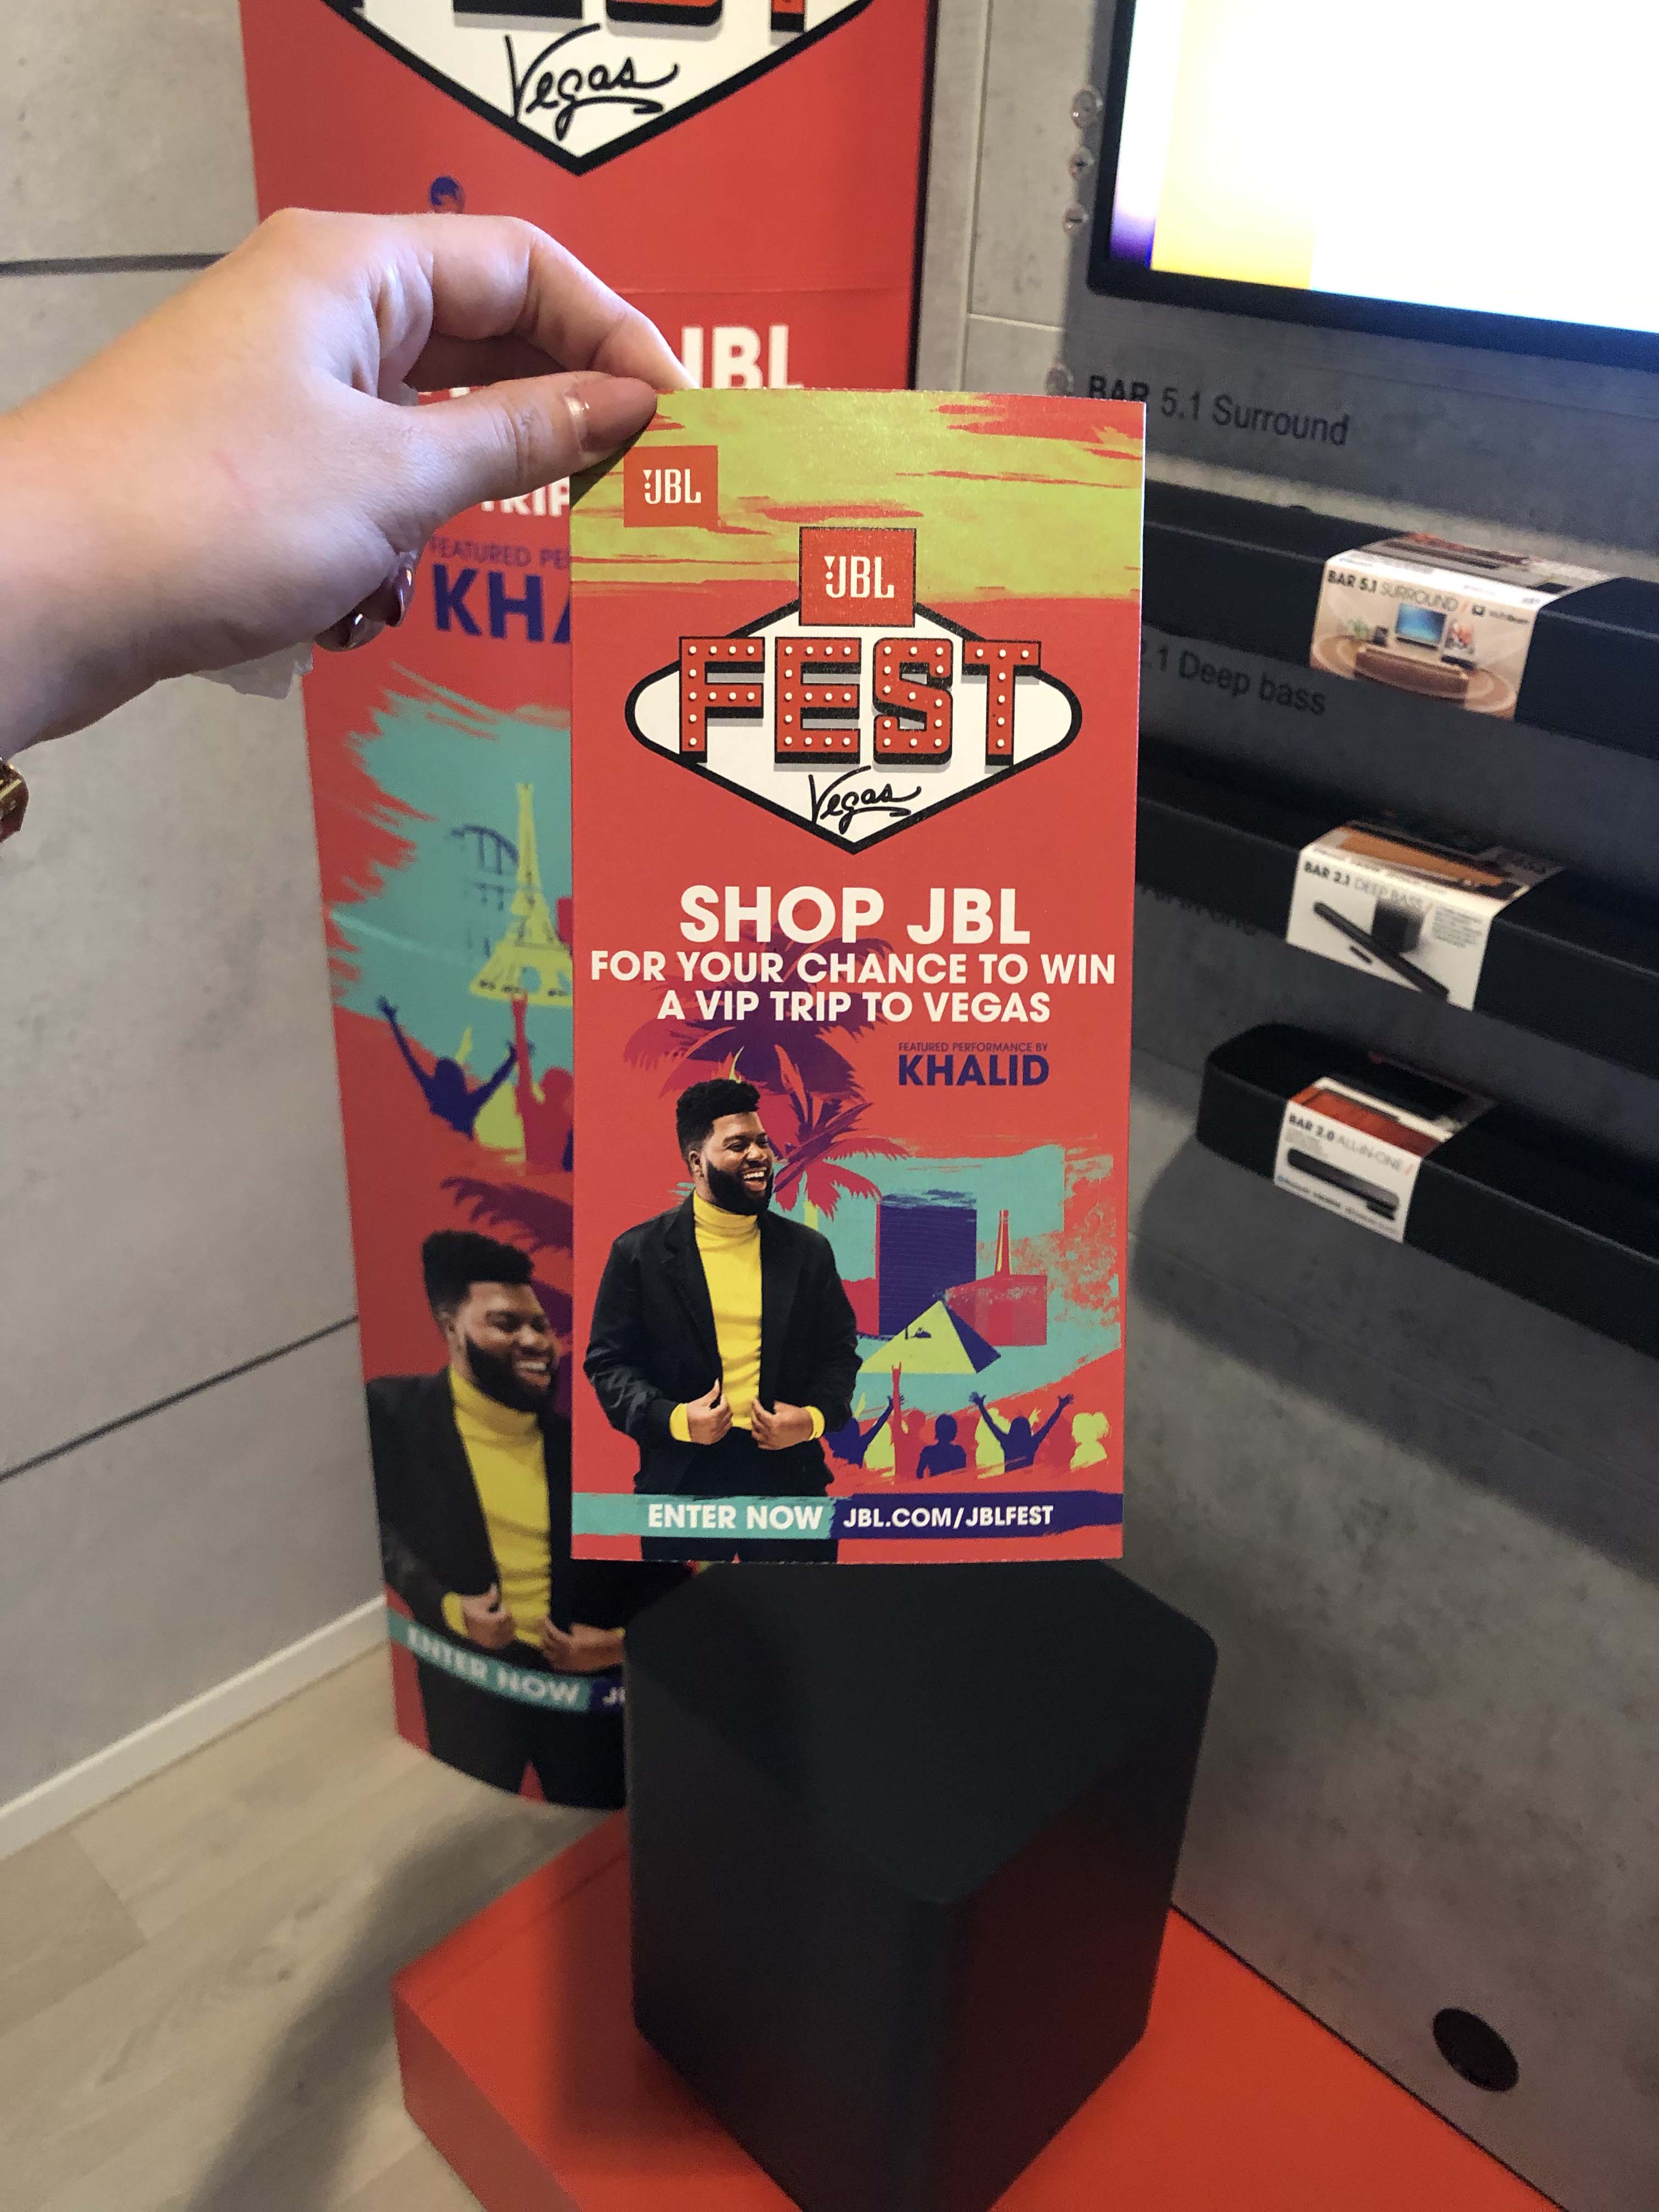 Vegas
JBL
TRIP
FEATURED PE
KHA
ENTER NOW
JBL
JBL
FEST
Vegas
SHOP JBL
FOR YOUR CHANCE TO WIN
A VIP TRIP TO VEGAS
FEATURED PERFORMANCE BY
KHALID
ENTER NOW JBL.COM/JBLFEST
BAR 5.1 Surround
BAR 5.1 SURROUND
.1 Deep bass
BAR 2.1 DEEP BASS
BAR 2.0 ALL-IN-ONE